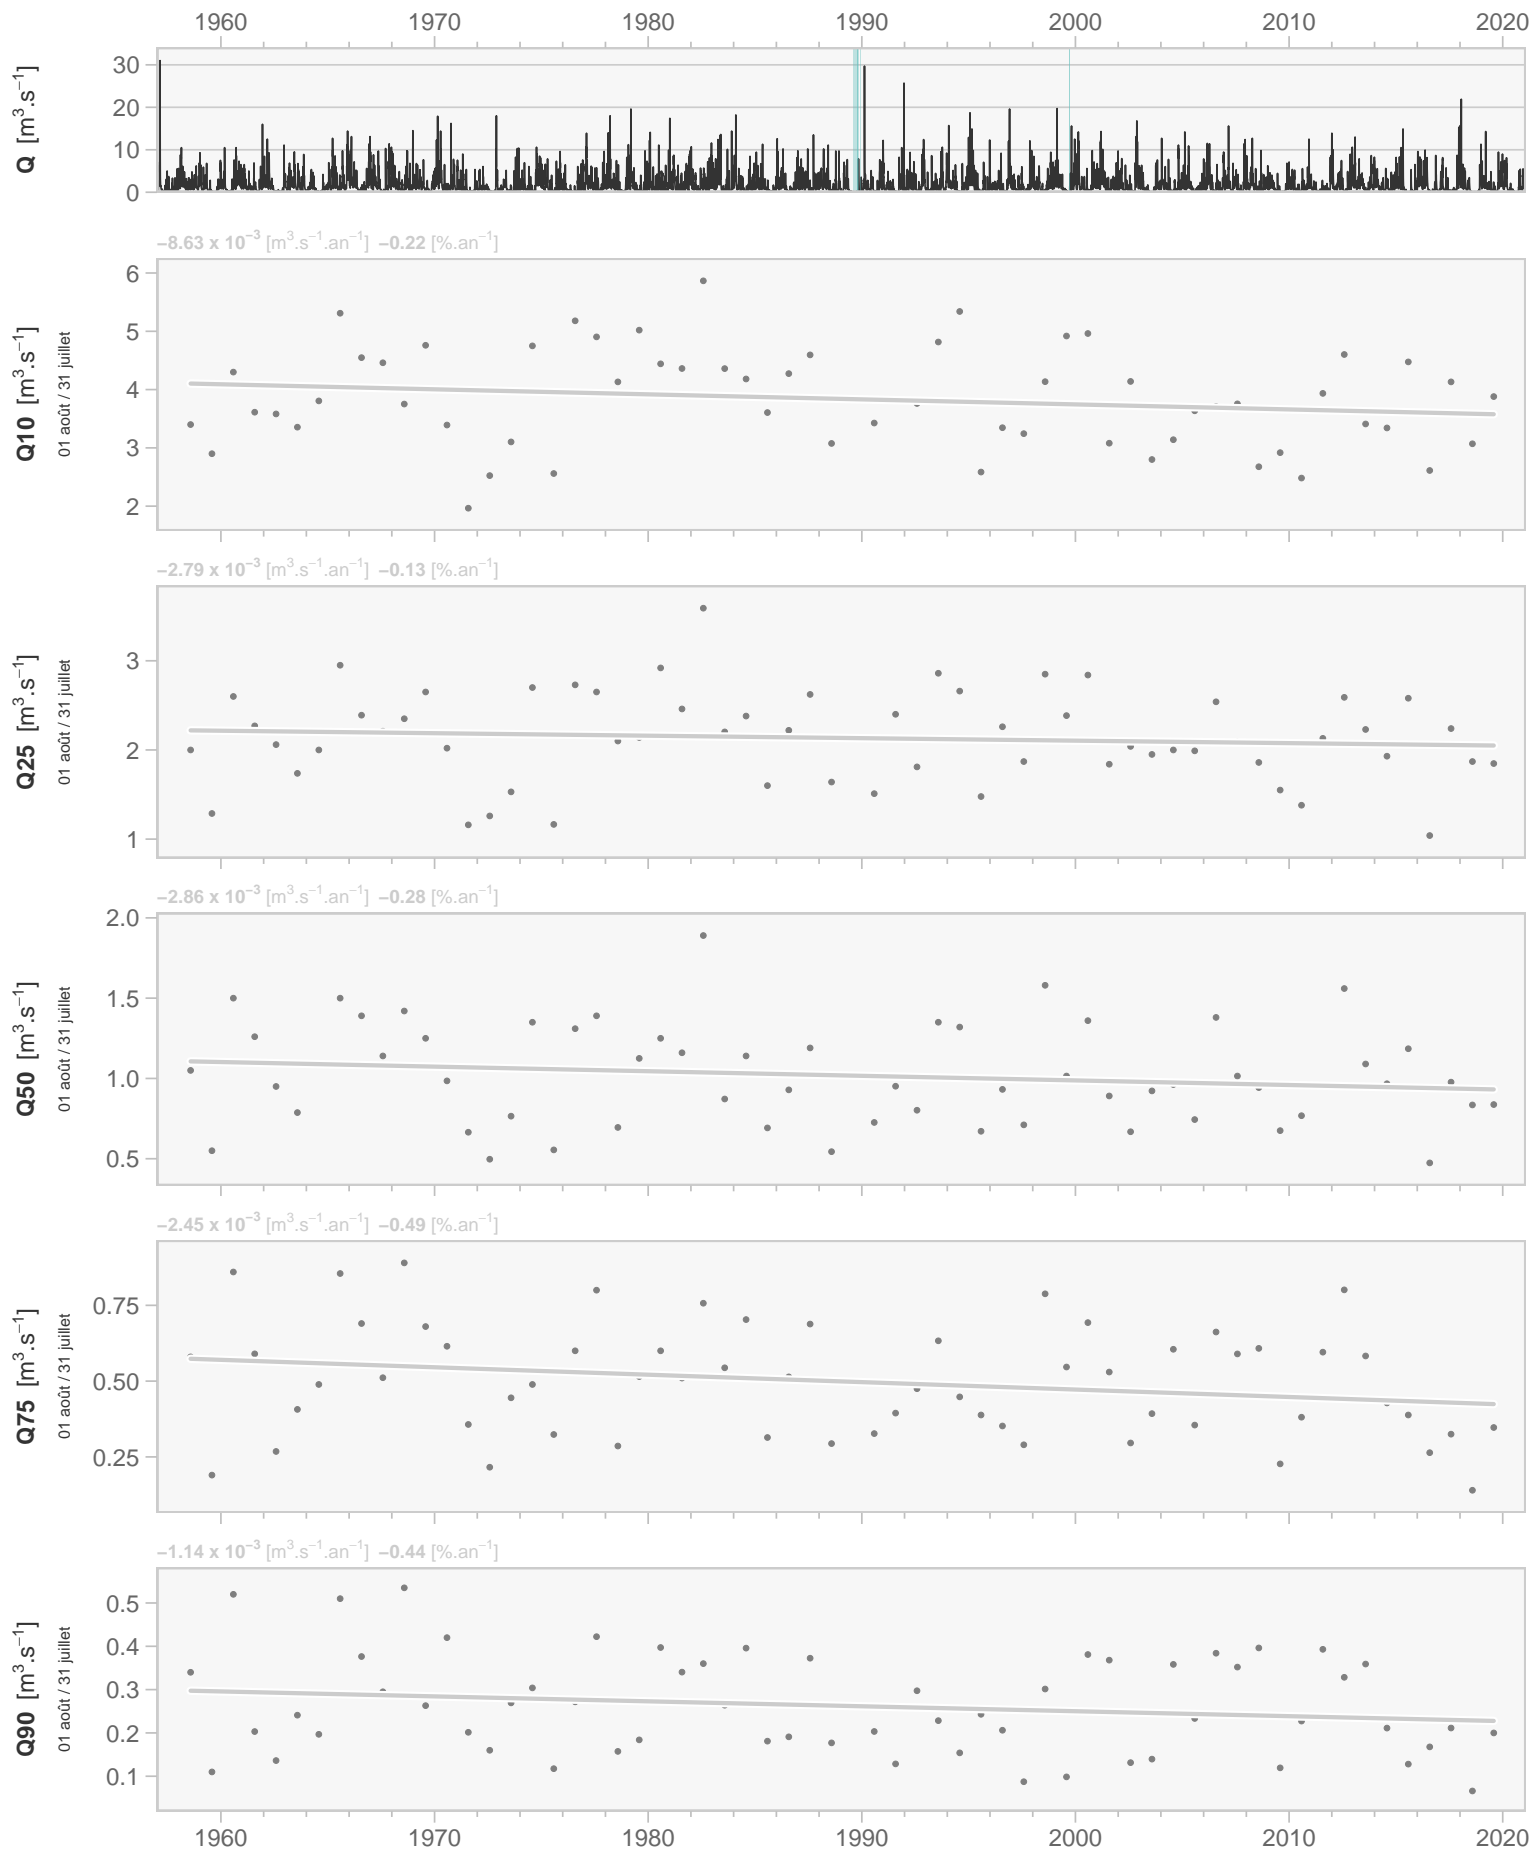 1960 1970 1980 1990 2000 2010 2020
Q [m³.s⁻¹]
30
20
10
0
−8.63 x 10⁻³ [m³.s⁻¹.an⁻¹] −0.22 [%.an⁻¹]
Q10 [m³.s⁻¹]
01 août / 31 juillet
6
5
4
3
2
−2.79 x 10⁻³ [m³.s⁻¹.an⁻¹] −0.13 [%.an⁻¹]
Q25 [m³.s⁻¹]
01 août / 31 juillet
3
2
1
−2.86 x 10⁻³ [m³.s⁻¹.an⁻¹] −0.28 [%.an⁻¹]
Q50 [m³.s⁻¹]
01 août / 31 juillet
2.0
1.5
1.0
0.5
−2.45 x 10⁻³ [m³.s⁻¹.an⁻¹] −0.49 [%.an⁻¹]
Q75 [m³.s⁻¹]
01 août / 31 juillet
0.75
0.50
0.25
−1.14 x 10⁻³ [m³.s⁻¹.an⁻¹] −0.44 [%.an⁻¹]
Q90 [m³.s⁻¹]
01 août / 31 juillet
0.5
0.4
0.3
0.2
0.1
1960 1970 1980 1990 2000 2010 2020